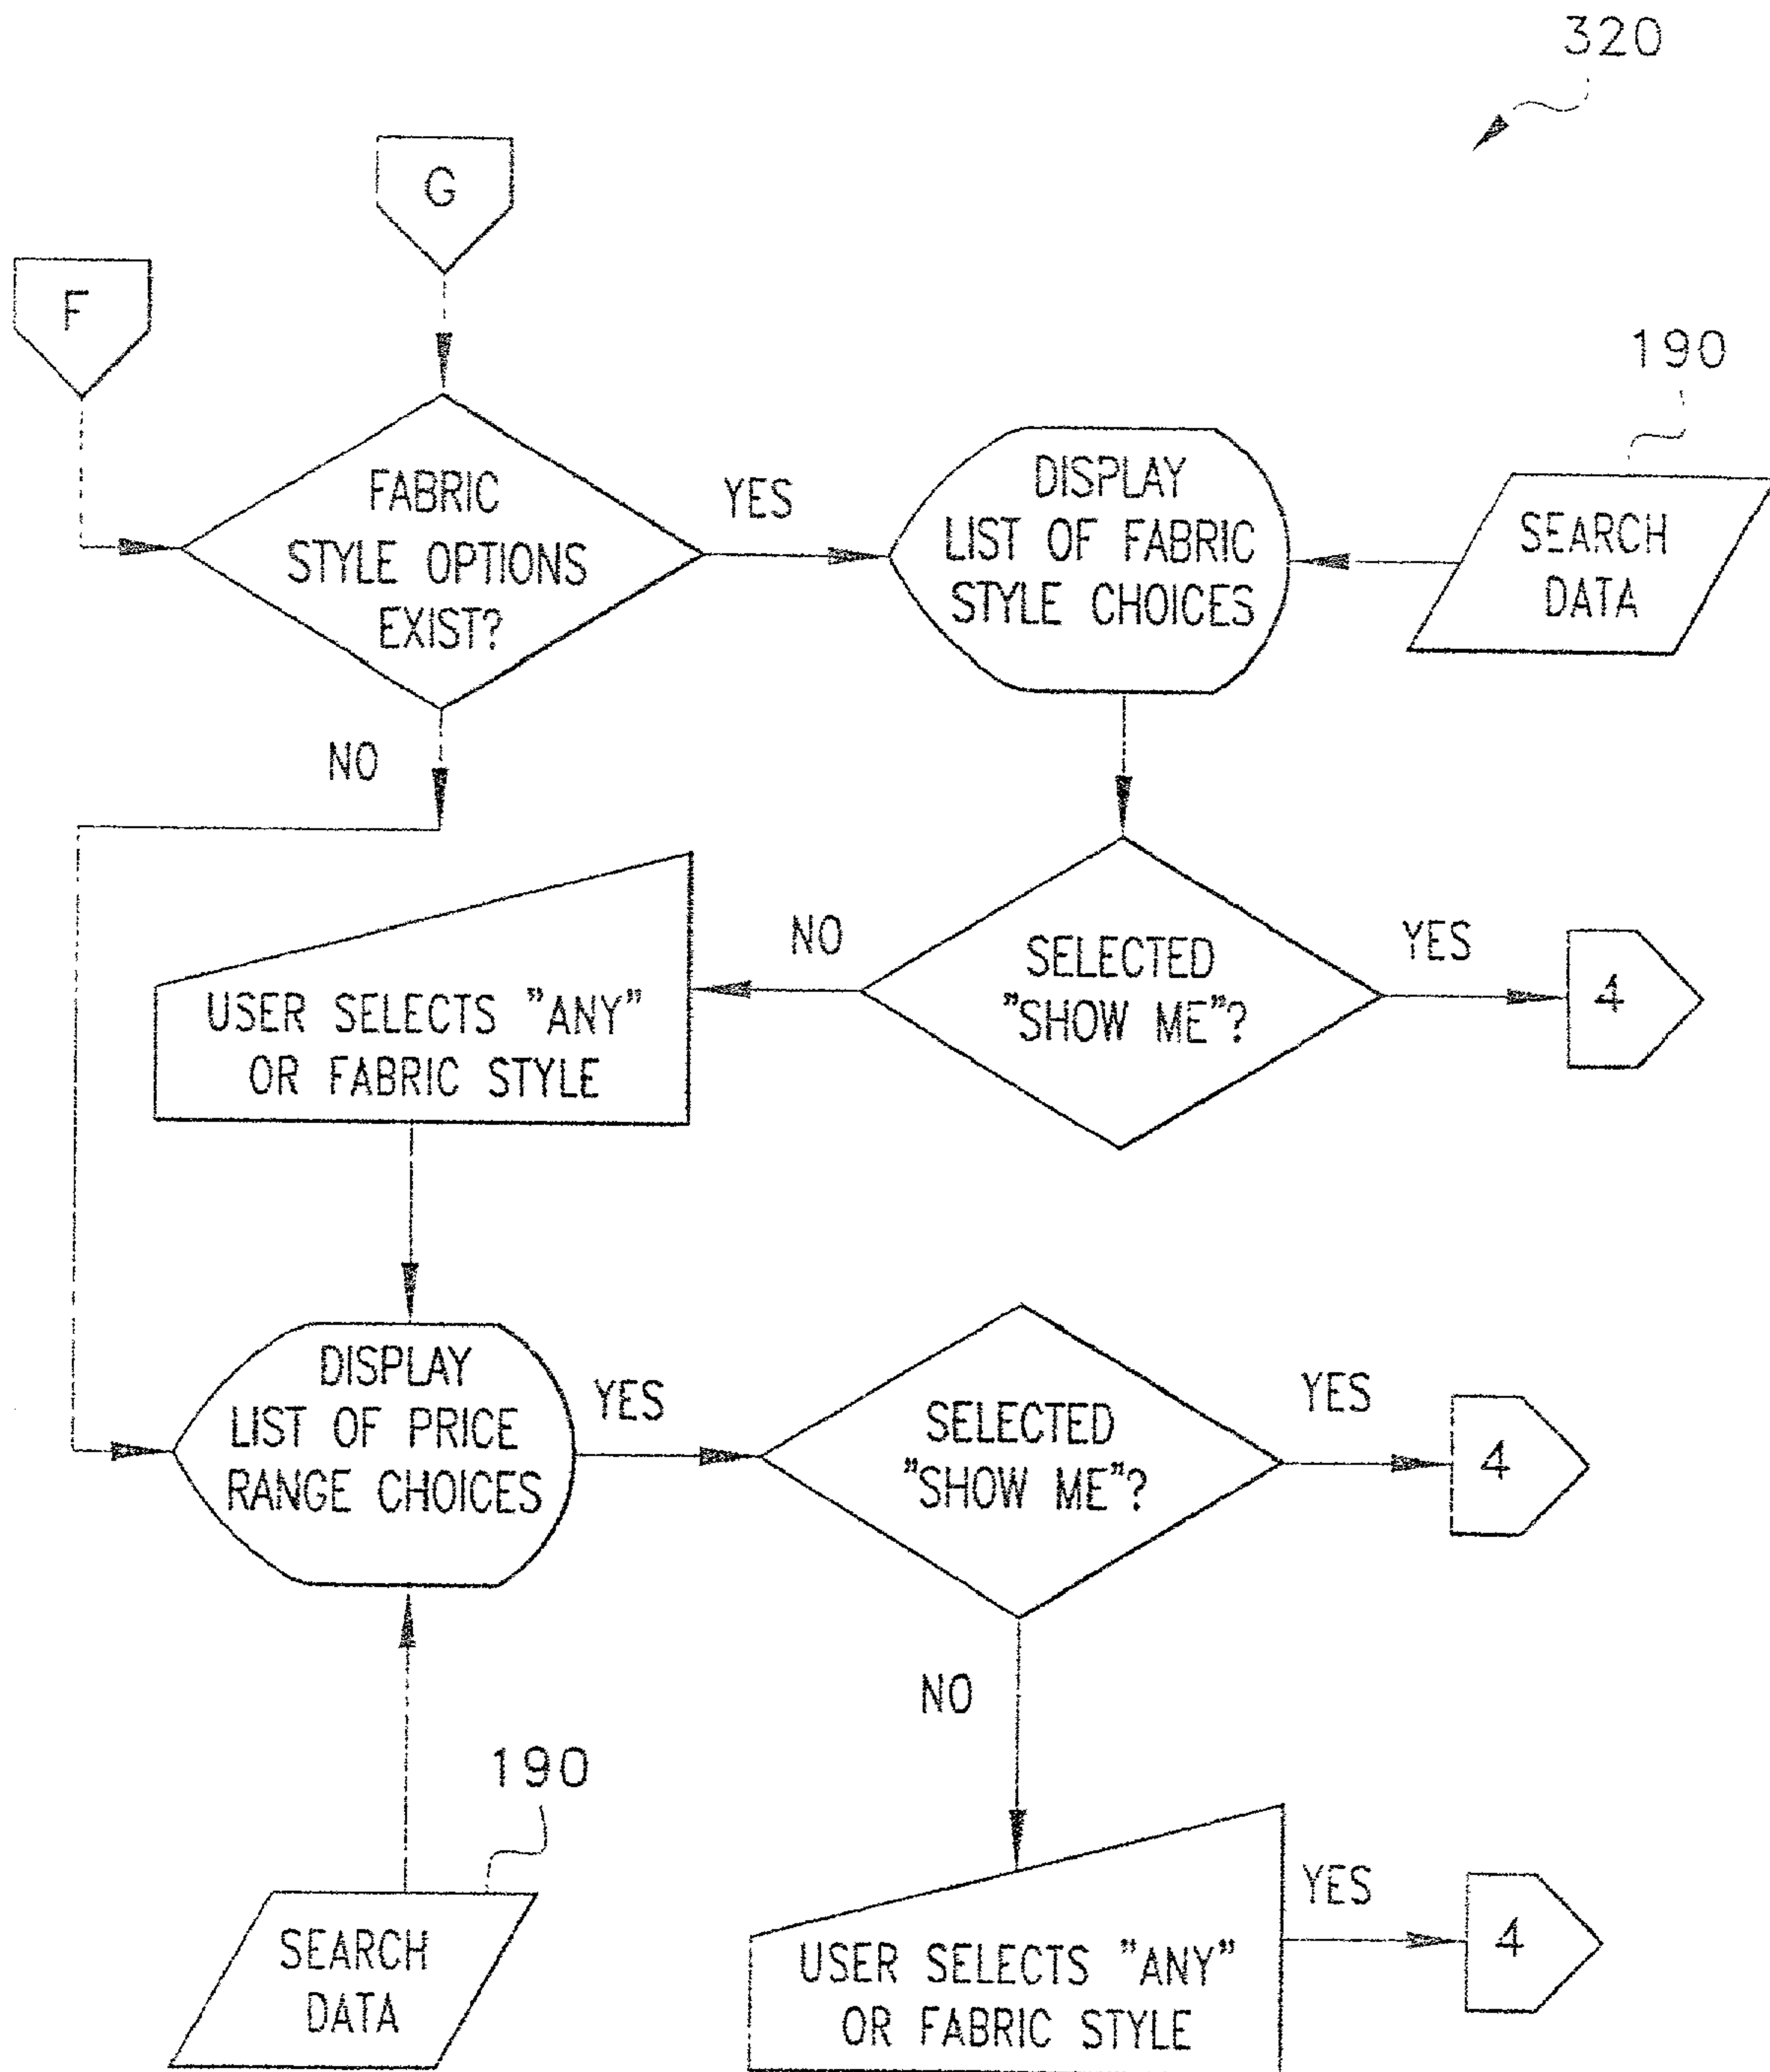 320
G
F
190
FABRIC
STYLE OPTIONS
EXIST?
YES
DISPLAY
LIST OF FABRIC
STYLE CHOICES
SEARCH
DATA
NO
USER SELECTS "ANY"
OR FABRIC STYLE
NO
SELECTED
"SHOW ME"?
YES
4
DISPLAY
LIST OF PRICE
RANGE CHOICES
YES
SELECTED
"SHOW ME"?
YES
4
NO
190
SEARCH
DATA
USER SELECTS "ANY"
OR FABRIC STYLE
YES
4